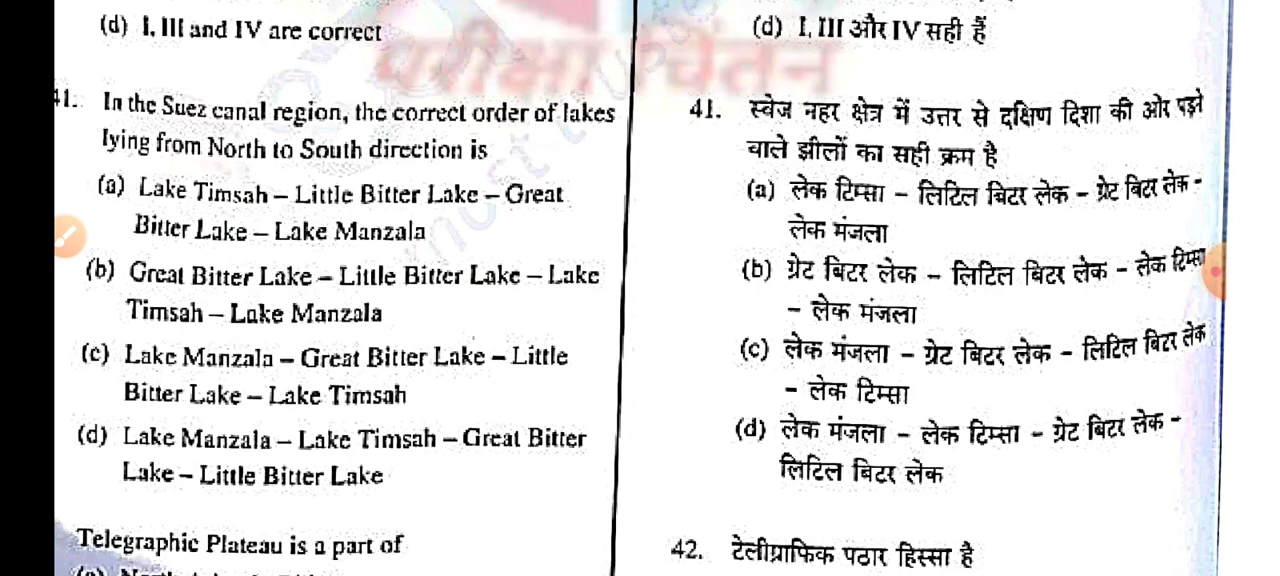 (d) I, III and IV are correct
41. In the Suez canal region, the correct order of lakes
lying from North to South direction is
(a) Lake Timsah – Little Bitter Lake – Great
Bitter Lake – Lake Manzala
(b) Great Bitter Lake – Little Bitter Lake – Lake
Timsah – Lake Manzala
(c) Lake Manzala – Great Bitter Lake – Little
Bitter Lake – Lake Timsah
(d) Lake Manzala – Lake Timsah – Great Bitter
Lake – Little Bitter Lake
Telegraphic Plateau is a part of
(d) I, III और IV सही हैं
41. स्वेज नहर क्षेत्र में उत्तर से दक्षिण दिशा की ओर पड़ने
वाले झीलों का सही क्रम है
(a) लेक टिम्सा – लिटिल बिटर लेक – ग्रेट बिटर लेक -
लेक मंजला
(b) ग्रेट बिटर लेक – लिटिल बिटर लेक – लेक टिम्सा
– लेक मंजला
(c) लेक मंजला – ग्रेट बिटर लेक – लिटिल बिटर लेक
– लेक टिम्सा
(d) लेक मंजला – लेक टिम्सा – ग्रेट बिटर लेक -
लिटिल बिटर लेक
42. टेलीग्राफिक पठार हिस्सा है
परीक्षा चिंतन